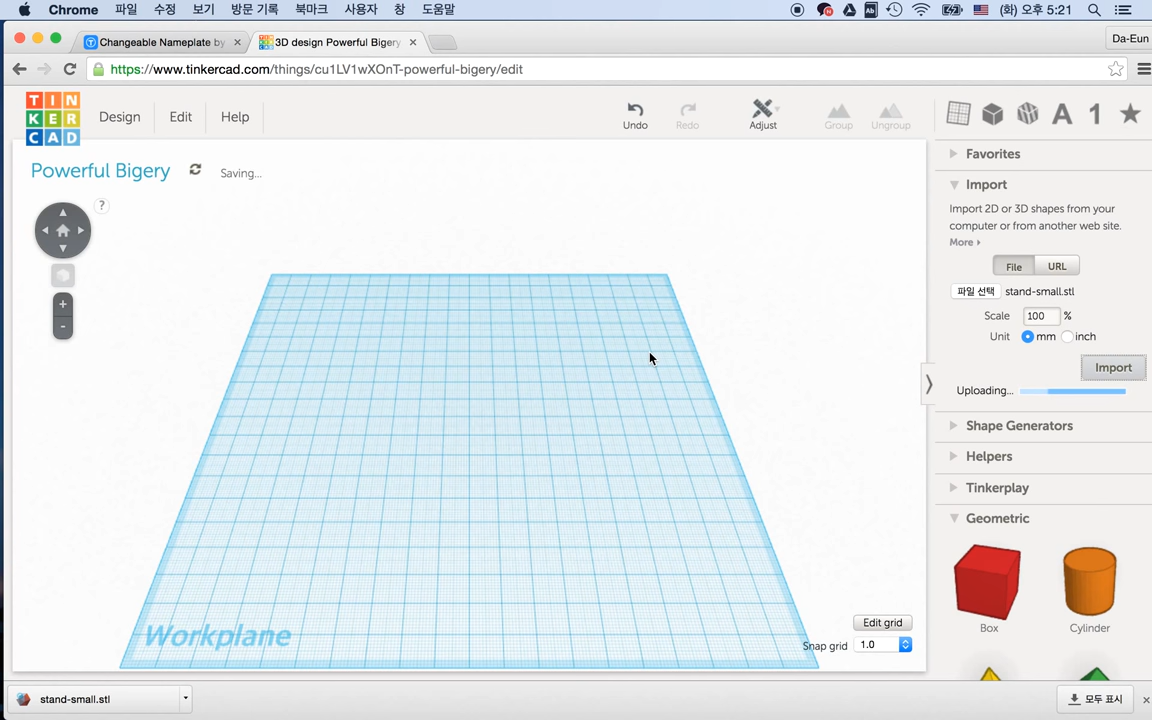 Chrome 파일 수정 보기 방문 기록 북마크 사용자 창 도움말 (화) 오후 5:21
Changeable Nameplate by
3D design Powerful Bigery
Da-Eun
https://www.tinkercad.com/things/cu1LV1wXOnT-powerful-bigery/edit
TIN
KER
CAD
Design Edit Help
Undo Redo Adjust Group Ungroup
A 1
Powerful Bigery Saving...
?
+
-
Workplane
Edit grid
Snap grid 1.0
Favorites
Import
Import 2D or 3D shapes from your
computer or from another web site.
More
File URL
파일 선택 stand-small.stl
Scale 100 %
Unit mm inch
Import
Uploading...
Shape Generators
Helpers
Tinkerplay
Geometric
Box Cylinder
stand-small.stl
모두 표시